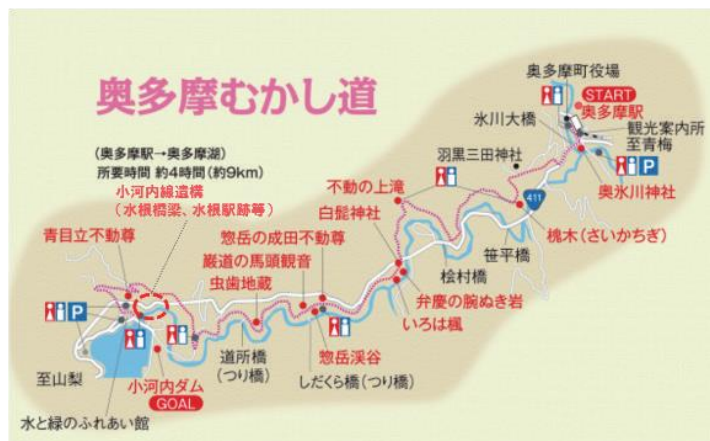 奥多摩むかし道
(奥多摩駅→奥多摩湖)
所要時間 約4時間(約9km)
小河内線遺構
(水根橋梁、水根駅跡等)
奥多摩町役場
START
奥多摩駅
氷川大橋
観光案内所
至青梅
P
羽黒三田神社
奥氷川神社
411
不動の上滝
白髭神社
槐木(さいかちぎ)
笹平橋
桧村橋
弁慶の腕ぬき岩
いろは楓
青目立不動尊
惣岳の成田不動尊
巌道の馬頭観音
虫歯地蔵
P
惣岳渓谷
しだくら橋(つり橋)
道所橋
(つり橋)
小河内ダム
GOAL
至山梨
水と緑のふれあい館